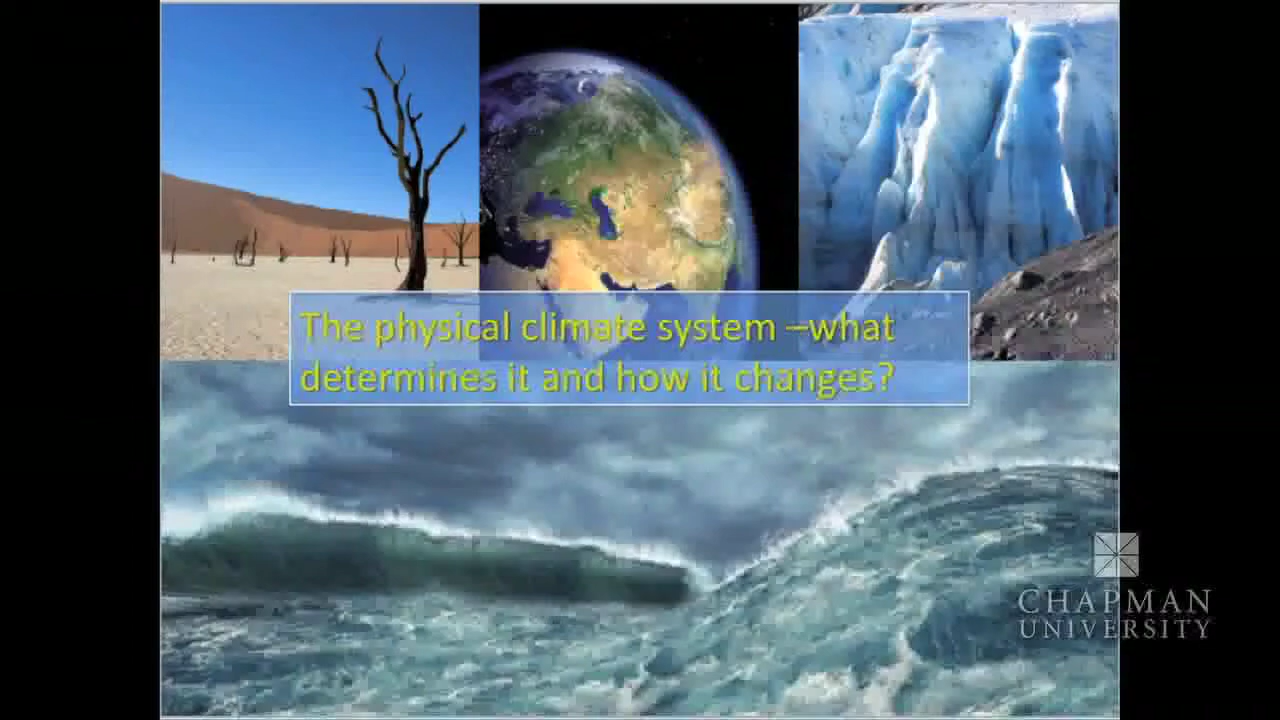 The physical climate system –what
determines it and how it changes?
CHAPMAN
UNIVERSITY